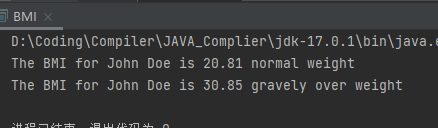 BMI ×
D:\Coding\Compiler\JAVA_Complier\jdk-17.0.1\bin\java.e
The BMI for John Doe is 20.81 normal weight
The BMI for John Doe is 30.85 gravely over weight